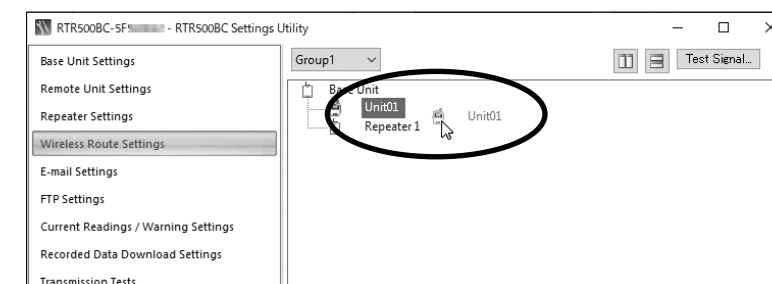 RTR500BC-5F - RTR500BC Settings Utility
Base Unit Settings
Group1
Test Signal...
Remote Unit Settings
Base Unit
Repeater Settings
Unit01
Unit01
Repeater 1
Wireless Route Settings
E-mail Settings
FTP Settings
Current Readings / Warning Settings
Recorded Data Download Settings
Transmission Tests